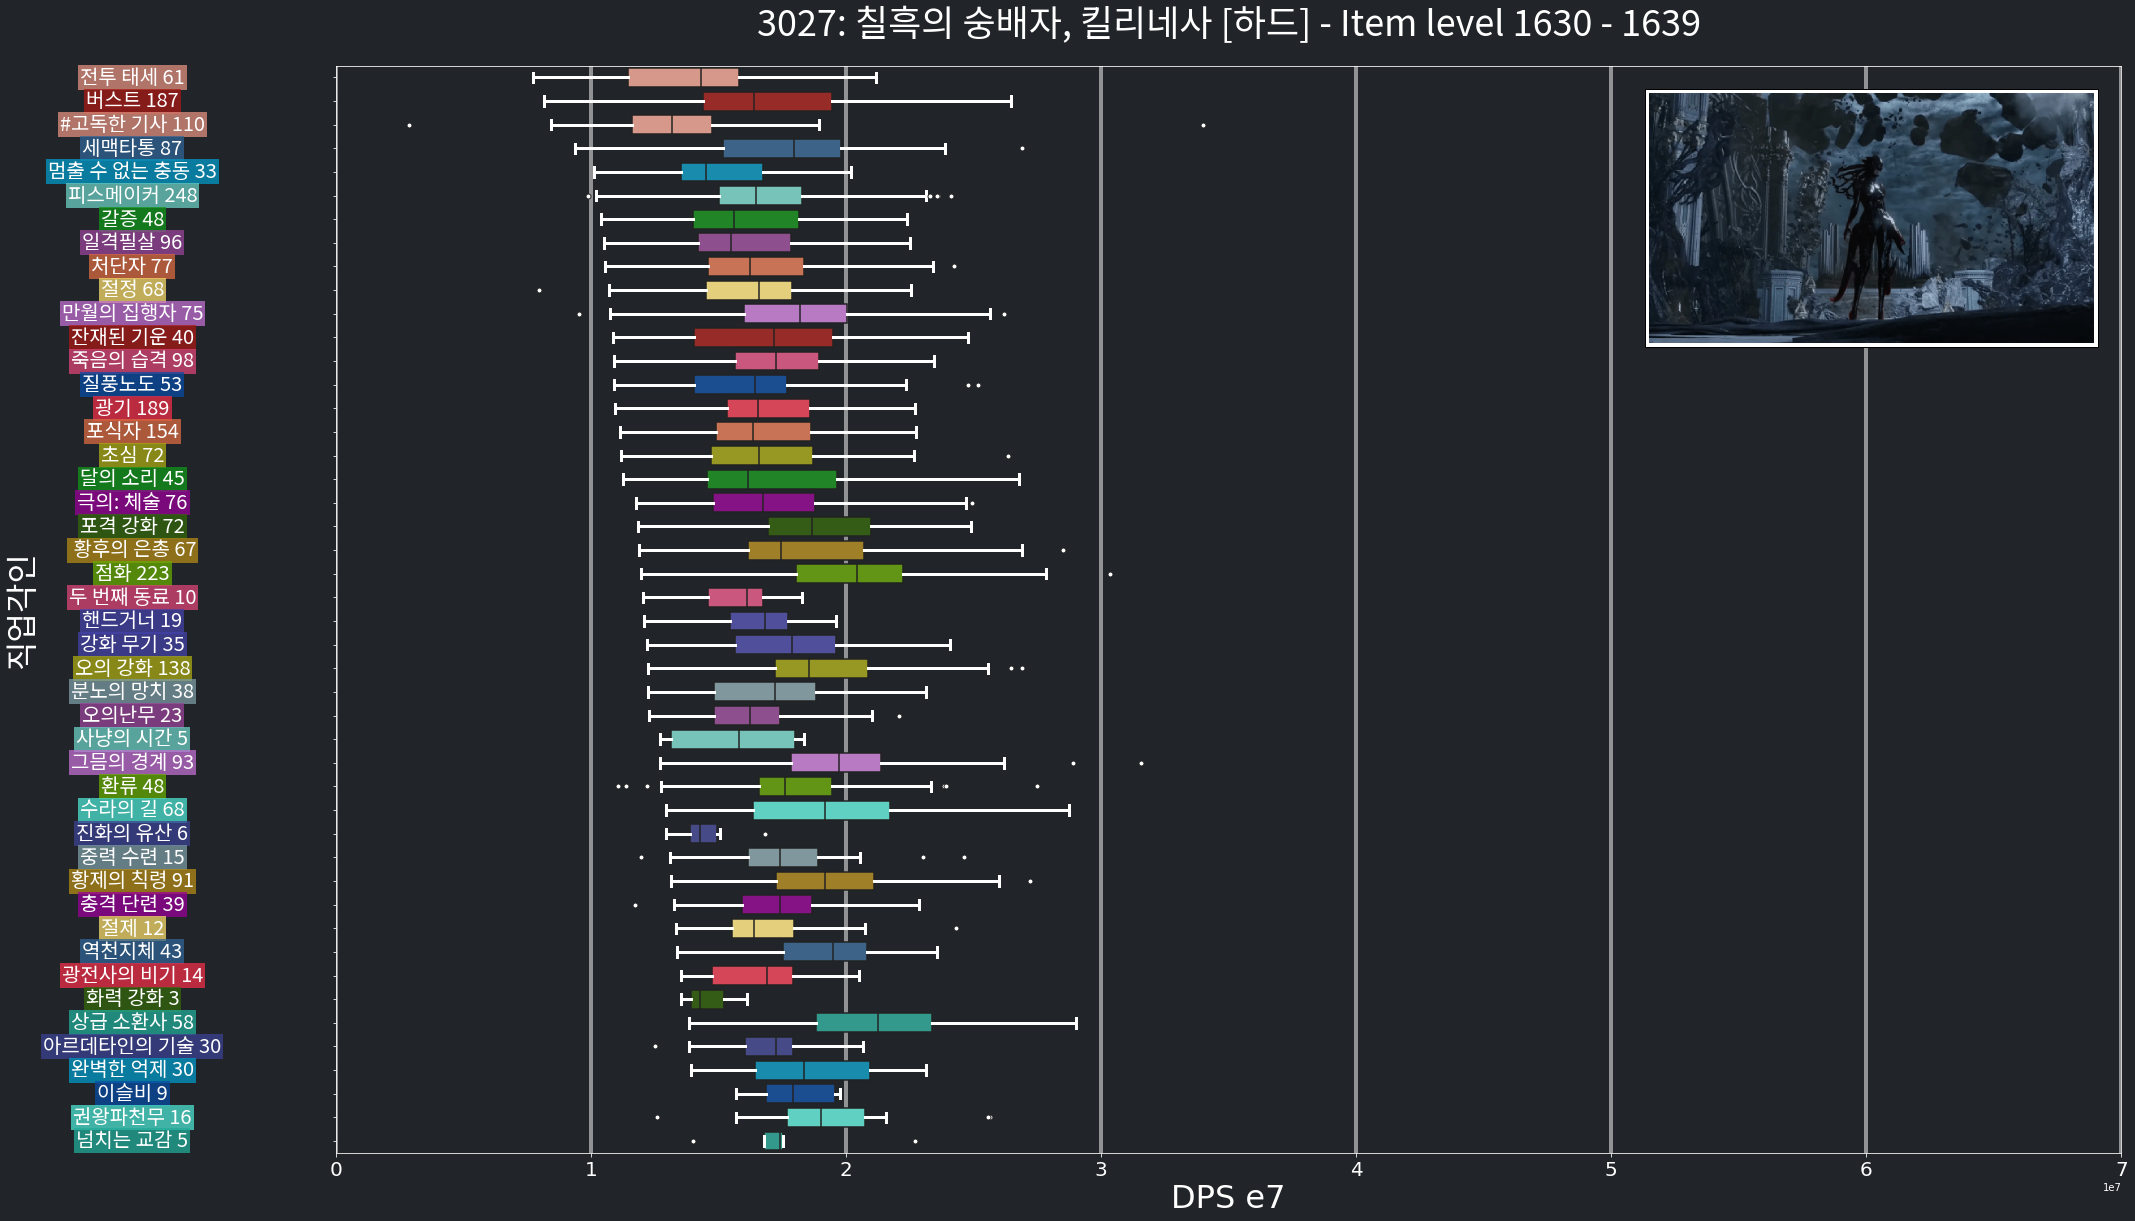 3027: 칠흑의 숭배자, 킬리네사 [하드] - Item level 1630 - 1639
전투 태세 61
버스트 187
#고독한 기사 110
세맥타통 87
멈출 수 없는 충동 33
피스메이커 248
갈증 48
일격필살 96
처단자 77
절정 68
만월의 집행자 75
잔재된 기운 40
죽음의 습격 98
질풍노도 53
광기 189
포식자 154
초심 72
달의 소리 45
극의: 체술 76
포격 강화 72
황후의 은총 67
점화 223
두 번째 동료 10
핸드거너 19
강화 무기 35
오의 강화 138
분노의 망치 38
오의난무 23
사냥의 시간 5
그믐의 경계 93
환류 48
수라의 길 68
진화의 유산 6
중력 수련 15
황제의 칙령 91
충격 단련 39
절제 12
역천지체 43
광전사의 비기 14
화력 강화 3
상급 소환사 58
아르데타인의 기술 30
완벽한 억제 30
이슬비 9
권왕파천무 16
넘치는 교감 5
직업각인
0 1 2 3 4 5 6 7
1e7
DPS e7